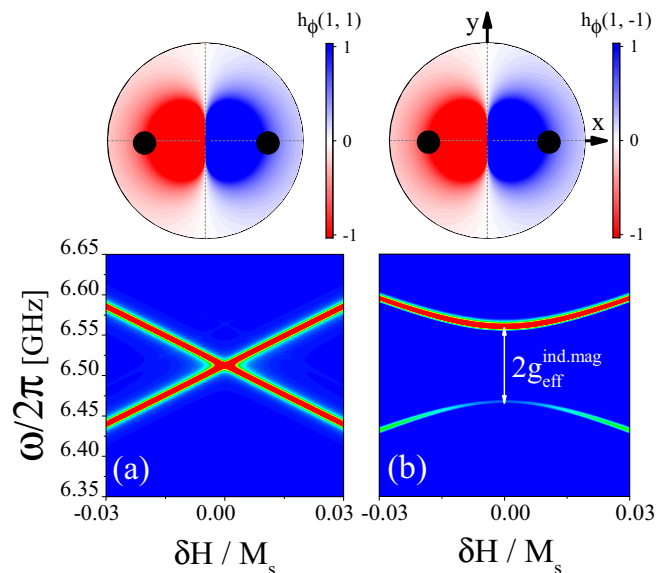 h_ϕ(1, 1)
1
0
-1
y
x
h_ϕ(1, -1)
1
0
-1
ω/2π [GHz]
6.65
6.60
6.55
6.50
6.45
6.40
6.35
(a)
-0.03 0.00 0.03
δH / M_s
2g_eff^ind.mag
(b)
-0.03 0.00 0.03
δH / M_s